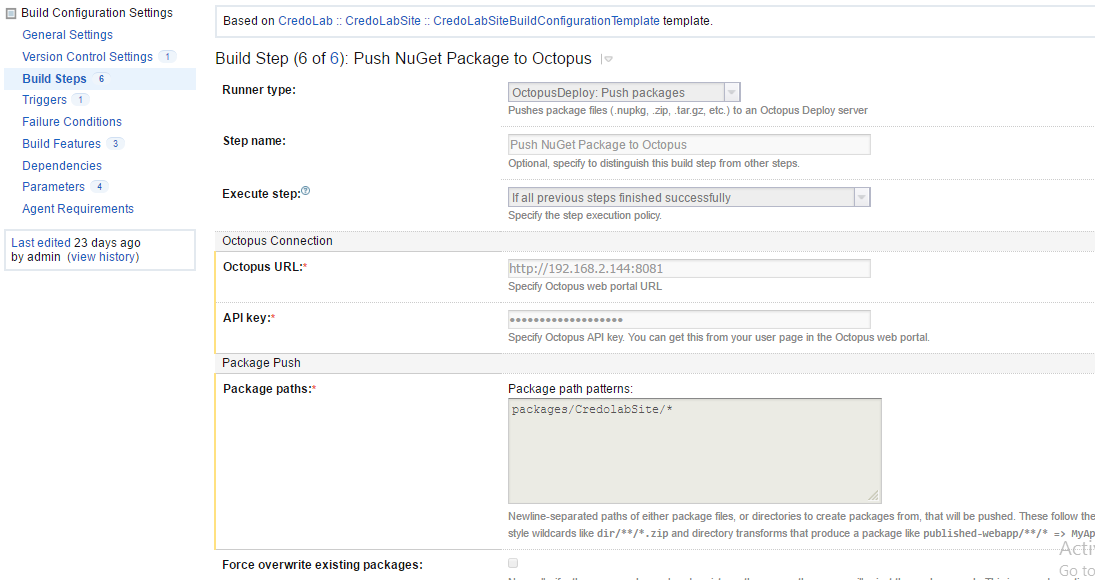 Build Configuration Settings
General Settings
Version Control Settings 1
Build Steps 6
Triggers 1
Failure Conditions
Build Features 3
Dependencies
Parameters 4
Agent Requirements
Last edited 23 days ago
by admin (view history)
Based on CredoLab :: CredoLabSite :: CredoLabSiteBuildConfigurationTemplate template.
Build Step (6 of 6): Push NuGet Package to Octopus
Runner type:
OctopusDeploy: Push packages
Pushes package files (.nupkg, .zip, .tar.gz, etc.) to an Octopus Deploy server
Step name:
Push NuGet Package to Octopus
Optional, specify to distinguish this build step from other steps.
Execute step:
If all previous steps finished successfully
Specify the step execution policy.
Octopus Connection
Octopus URL:*
http://192.168.2.144:8081
Specify Octopus web portal URL
API key:*
•••••••••••••••••••
Specify Octopus API key. You can get this from your user page in the Octopus web portal.
Package Push
Package paths:*
Package path patterns:
packages/CredolabSite/*
Newline-separated paths of either package files, or directories to create packages from, that will be pushed. These follow the
style wildcards like dir/**/*.zip and directory transforms that produce a package like published-webapp/**/* => MyAp
Acti
Go to
Force overwrite existing packages: